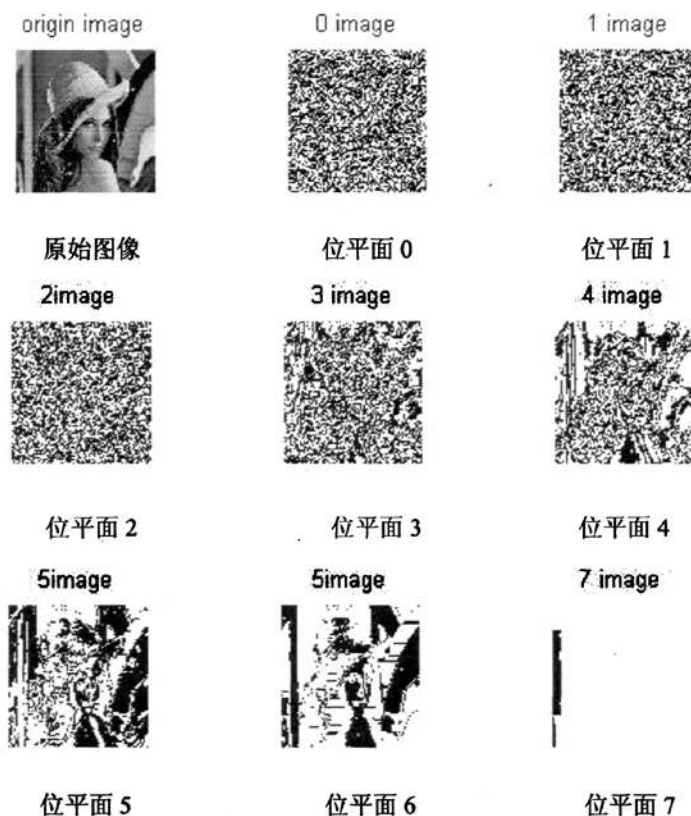 origin image 0 image 1 image
原始图像 位平面 0 位平面 1
2image 3 image 4 image
位平面 2 位平面 3 位平面 4
5image 5image 7 image
位平面 5 位平面 6 位平面 7